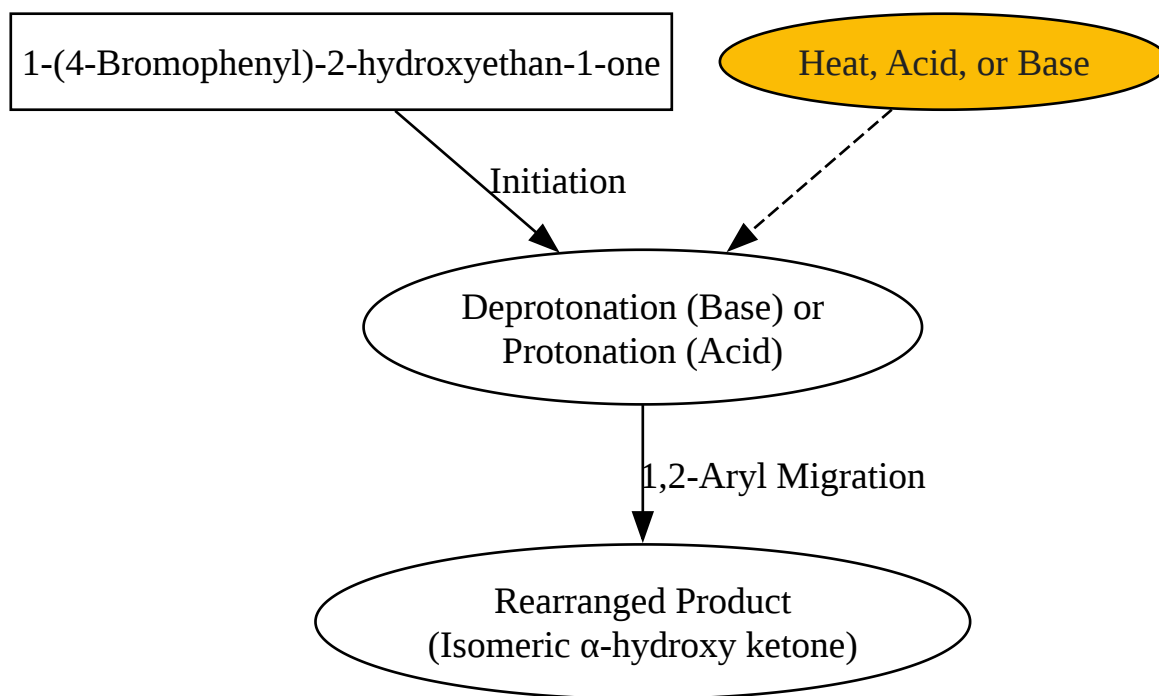 1-(4-Bromophenyl)-2-hydroxyethan-1-one
Heat, Acid, or Base
Initiation
Deprotonation (Base) or
Protonation (Acid)
1,2-Aryl Migration
Rearranged Product
(Isomeric α-hydroxy ketone)